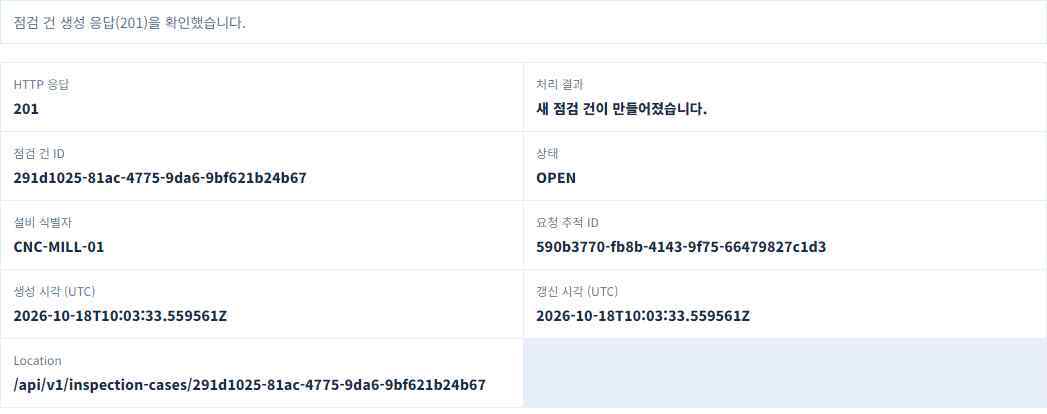 점검 건 생성 응답(201)을 확인했습니다.
HTTP 응답
201
처리 결과
새 점검 건이 만들어졌습니다.
점검 건 ID
291d1025-81ac-4775-9da6-9bf621b24b67
상태
OPEN
설비 식별자
CNC-MILL-01
요청 추적 ID
590b3770-fb8b-4143-9f75-66479827c1d3
생성 시각 (UTC)
2026-10-18T10:03:33.559561Z
갱신 시각 (UTC)
2026-10-18T10:03:33.559561Z
Location
/api/v1/inspection-cases/291d1025-81ac-4775-9da6-9bf621b24b67